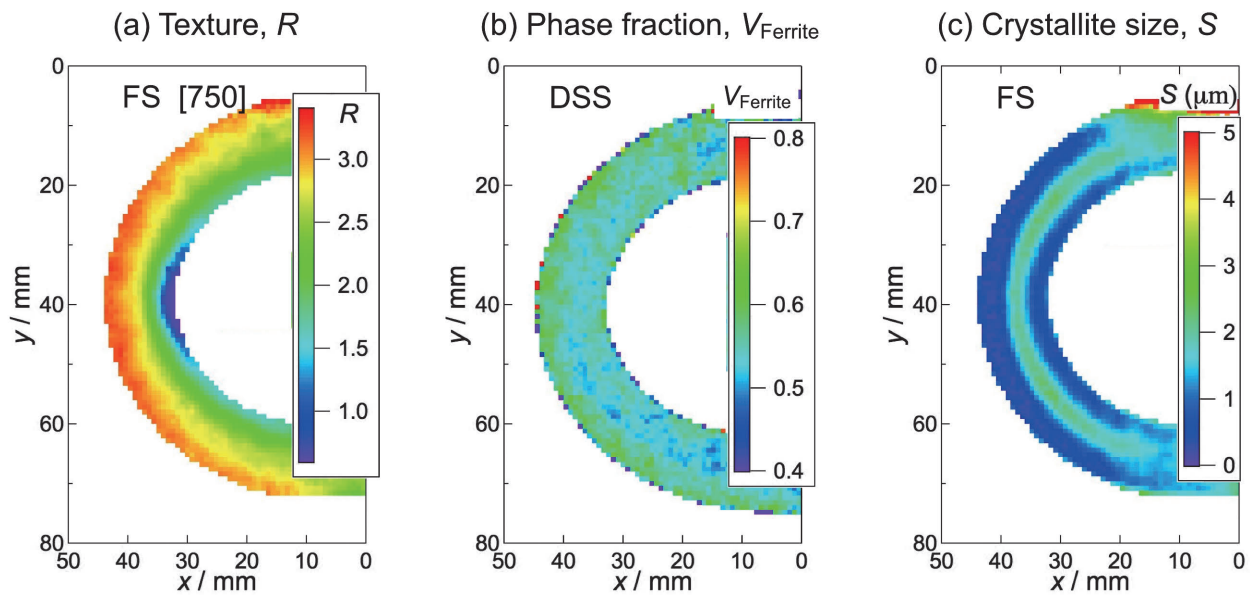 (a) Texture, R
(b) Phase fraction, VFerrite
(c) Crystallite size, S
FS [750]
R
3.0
2.5
2.0
1.5
1.0
0
20
40
60
80
y / mm
50 40 30 20 10 0
x / mm
DSS
VFerrite
0.8
0.7
0.6
0.5
0.4
0
20
40
60
80
y / mm
50 40 30 20 10 0
x / mm
FS
S (μm)
5
4
3
2
1
0
0
20
40
60
80
y / mm
50 40 30 20 10 0
x / mm